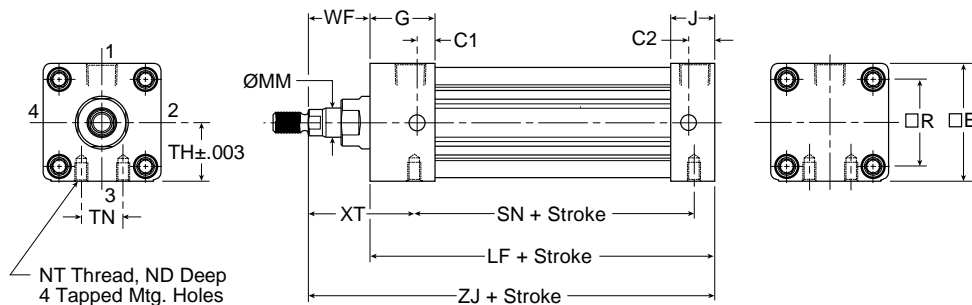 WF
G
J
C1
C2
ØMM
1
4
2
3
TH±.003
TN
□R
□E
XT
SN + Stroke
LF + Stroke
ZJ + Stroke
NT Thread, ND Deep
4 Tapped Mtg. Holes